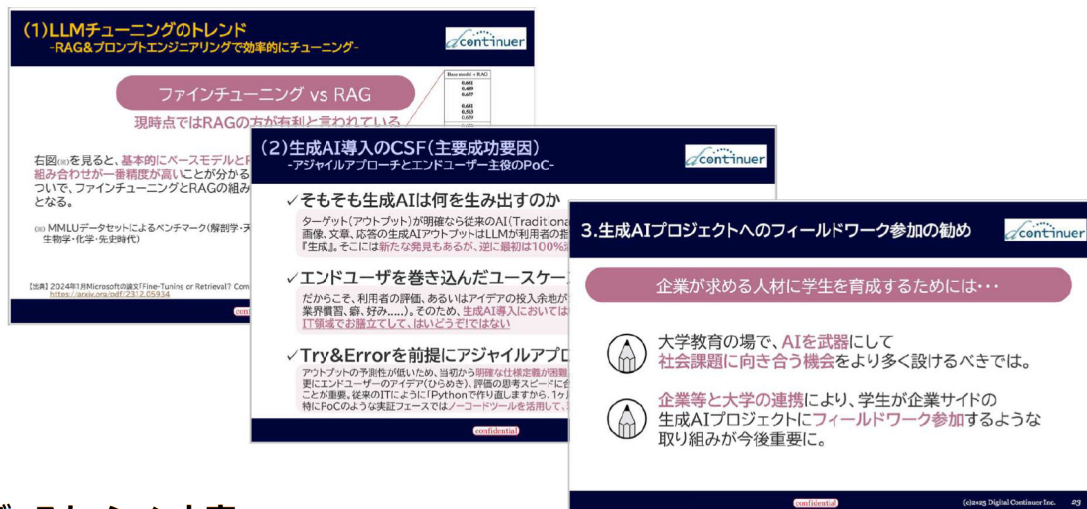 (1)LLMチューニングのトレンド
-RAG&プロンプトエンジニアリングで効率的にチューニング-
dcontinuer
ファインチューニング vs RAG
現時点ではRAGの方が有利と言われている
Base model + RAG
右図(※)を見ると、基本的にベースモデルと
組み合わせが一番精度が高いことが分かる
ついで、ファインチューニングとRAGの組み
となる。
(※) MMLUデータセットによるベンチマーク(解剖学・天
生物学・化学・先史時代)
【出典】2024年1月Microsoftの論文「Fine-Tuning or Retrieval? Com
https://arxiv.org/pdf/2312.05934
(2)生成AI導入のCSF(主要成功要因)
-アジャイルアプローチとエンドユーザー主役のPoC-
dcontinuer
✓そもそも生成AIは何を生み出すのか
ターゲット(アウトプット)が明確なら従来のAI(Traditiona
画像、文章、応答の生成AIアウトプットはLLMが利用者の指
『生成』。そこには新たな発見もあるが、逆に最初は100%
✓エンドユーザを巻き込んだユースケー
だからこそ、利用者の評価、あるいはアイデアの投入余地が
業界慣習、癖、好み.....)。そのため、生成AI導入においては
IT領域でお膳立てして、はいどうぞ!ではない
✓Try&Errorを前提にアジャイルアプロ
アウトプットの予測性が低いため、当初から明確な仕様定義が困難
更にエンドユーザーのアイデア(ひらめき)、評価の思考スピードに合
ことが重要。従来のITにように「Pythonで作り直しますから、1ヶ
特にPoCのような実証フェースではノーコードツールを活用して、
confidential
3.生成AIプロジェクトへのフィールドワーク参加の勧め
dcontinuer
企業が求める人材に学生を育成するためには・・・
大学教育の場で、AIを武器にして
社会課題に向き合う機会をより多く設けるべきでは。
企業等と大学の連携により、学生が企業サイドの
生成AIプロジェクトにフィールドワーク参加するような
取り組みが今後重要に。
confidential
(c)2025 Digital Continuer Inc. 23